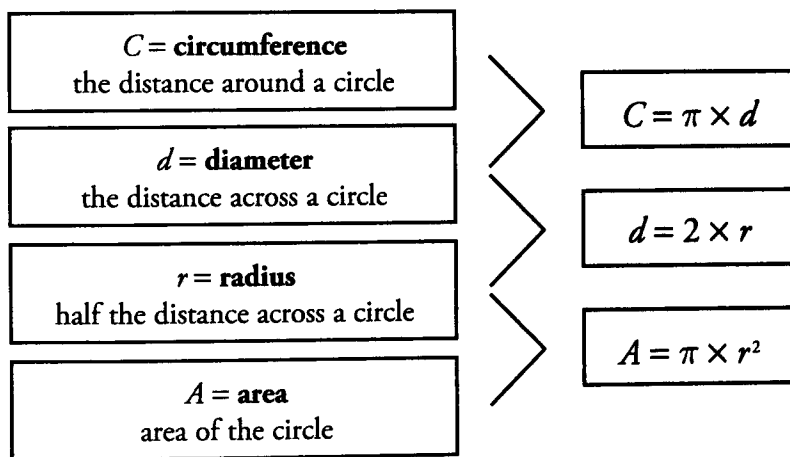 C = circumference
the distance around a circle
d = diameter
the distance across a circle
r = radius
half the distance across a circle
A = area
area of the circle
C = π × d
d = 2 × r
A = π × r²